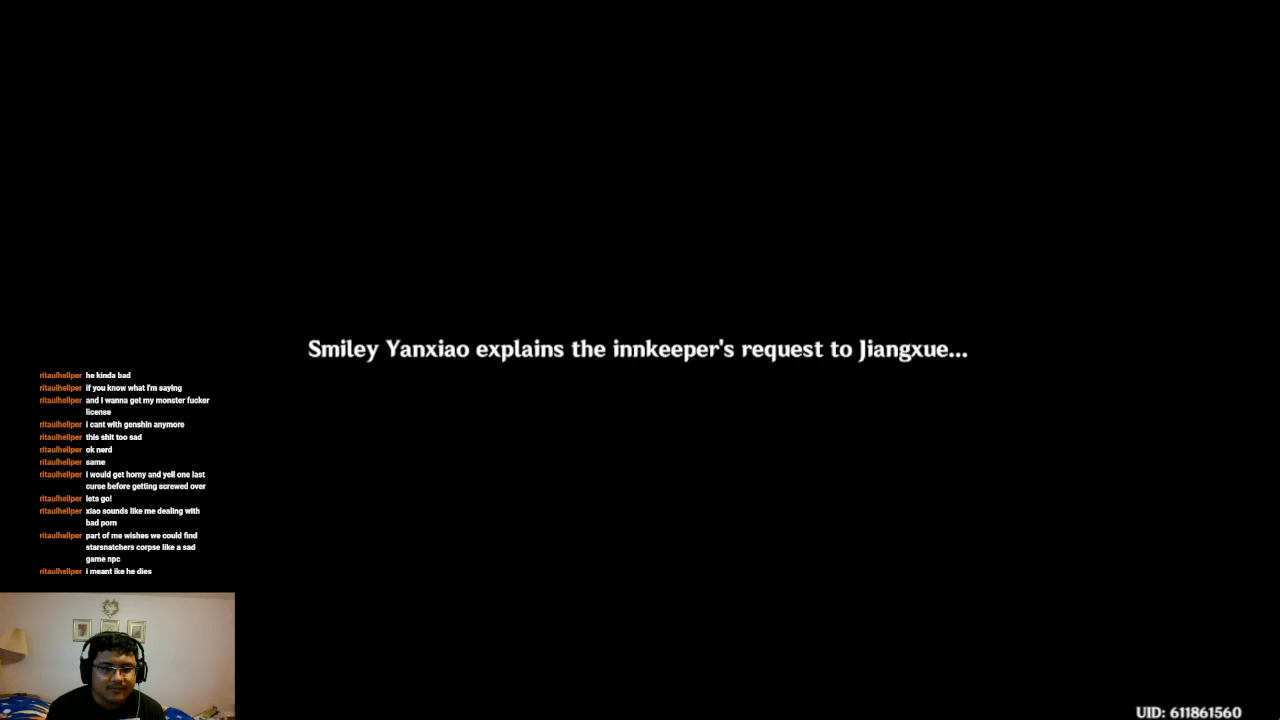 Smiley Yanxiao explains the innkeeper's request to Jiangxue...
ritaulhellper he kinda bad
ritaulhellper if you know what I'm saying
ritaulhellper and I wanna get my monster fucker
license
ritaulhellper i cant with genshin anymore
ritaulhellper this shit too sad
ritaulhellper ok nerd
ritaulhellper same
ritaulhellper i would get horny and yell one last
curse before getting screwed over
ritaulhellper lets go!
ritaulhellper xiao sounds like me dealing with
bad porn
ritaulhellper part of me wishes we could find
starsnatchers corpse like a sad
game npc
ritaulhellper i meant ike he dies
UID: 611861560